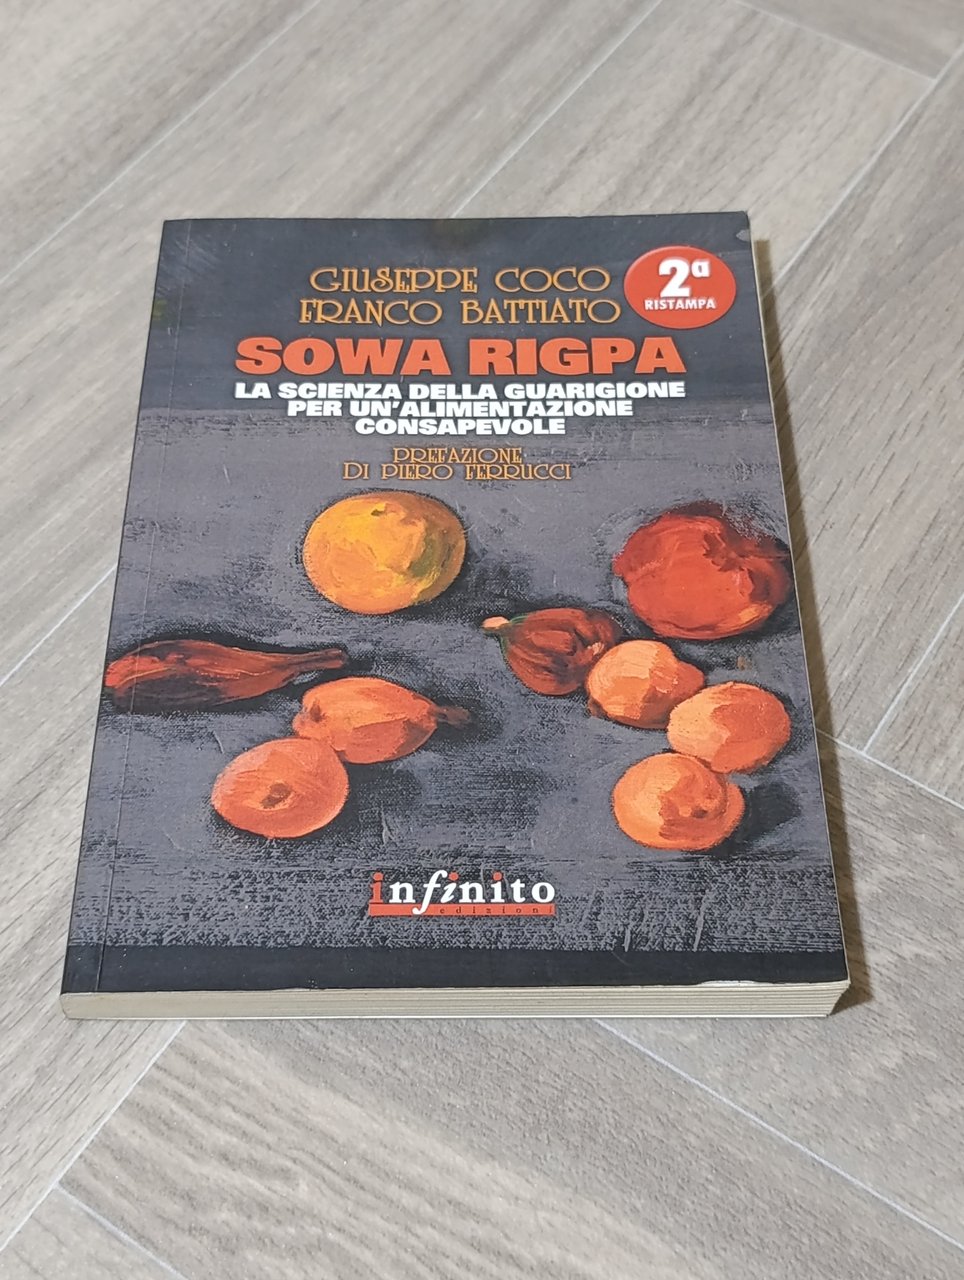 GIUSEPPE COCO
FRANCO BATTIATO
2ª
RISTAMPA
SOWA RIGPA
LA SCIENZA DELLA GUARIGIONE
PER UN'ALIMENTAZIONE
CONSAPEVOLE
PREFAZIONE
DI PIERO FERRUCCI
infinito
edizioni